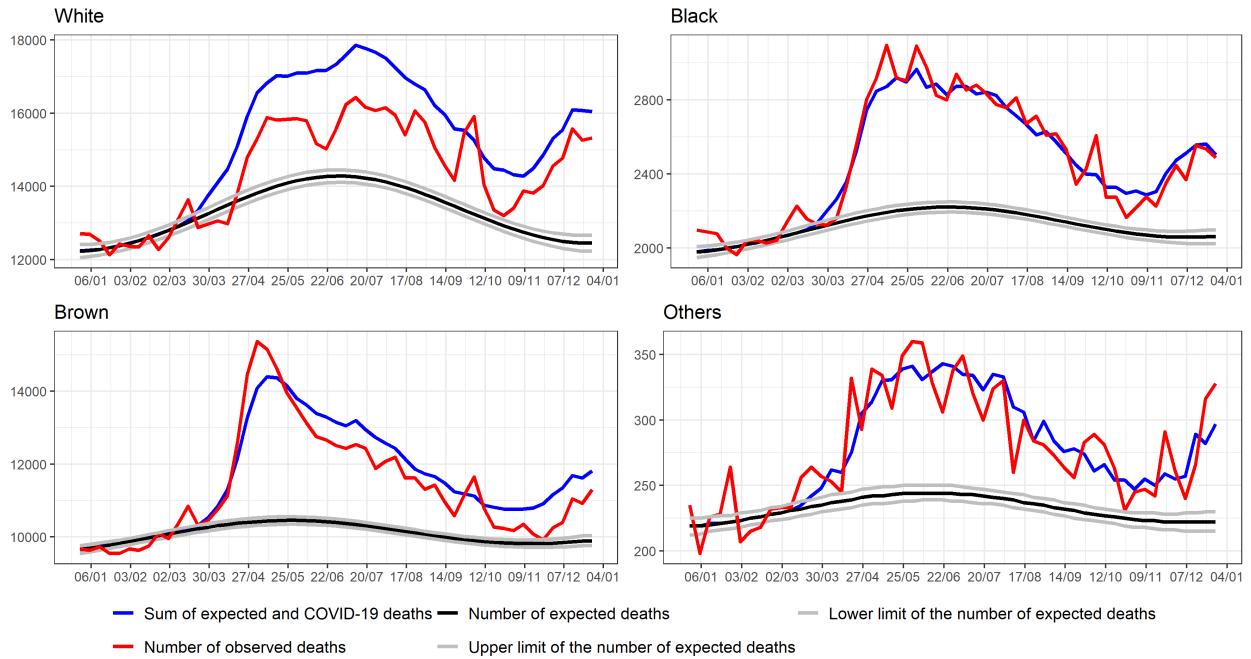 White
18000
16000
14000
12000
06/01 03/02 02/03 30/03 27/04 25/05 22/06 20/07 17/08 14/09 12/10 09/11 07/12 04/01
Black
2800
2400
2000
06/01 03/02 02/03 30/03 27/04 25/05 22/06 20/07 17/08 14/09 12/10 09/11 07/12 04/01
Brown
14000
12000
10000
06/01 03/02 02/03 30/03 27/04 25/05 22/06 20/07 17/08 14/09 12/10 09/11 07/12 04/01
Others
350
300
250
200
06/01 03/02 02/03 30/03 27/04 25/05 22/06 20/07 17/08 14/09 12/10 09/11 07/12 04/01
Sum of expected and COVID-19 deaths Number of expected deaths Lower limit of the number of expected deaths
Number of observed deaths Upper limit of the number of expected deaths